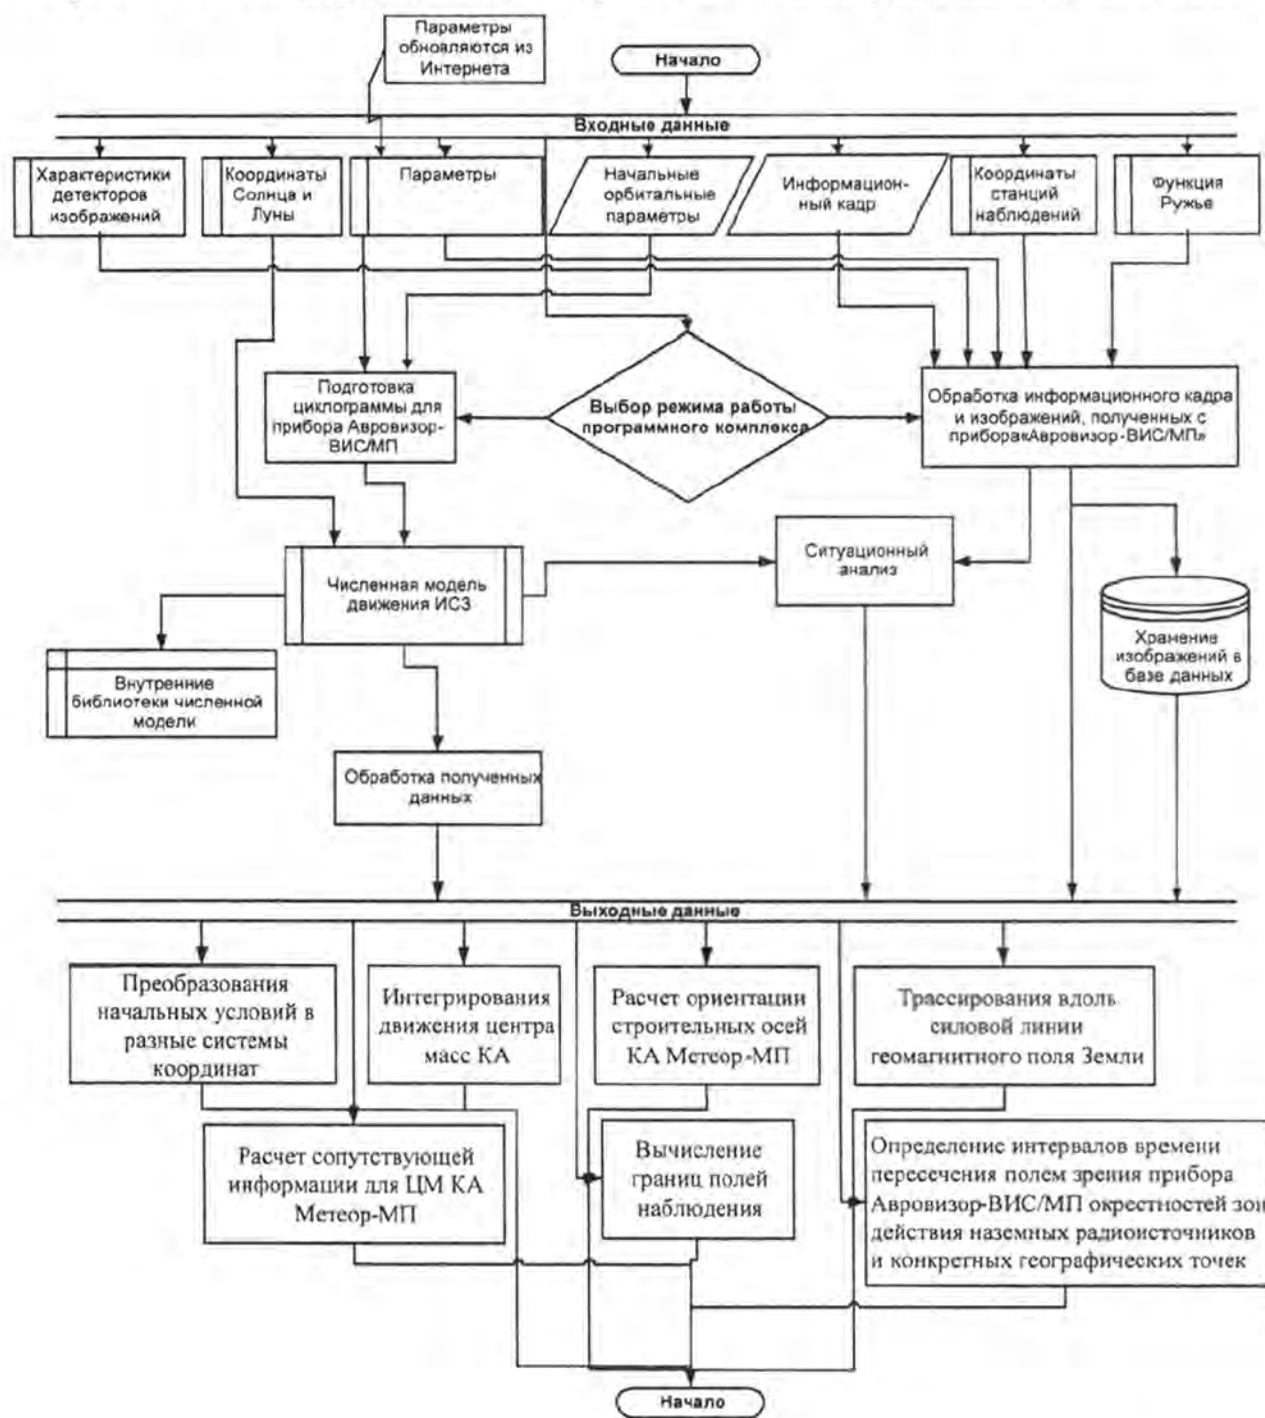 Параметры
обновляются из
Интернета
Начало
Входные данные
Характеристики
детекторов
изображений
Координаты
Солнца и
Луны
Параметры
Начальные
орбитальные
параметры
Информацион-
ный кадр
Координаты
станций
наблюдений
Функция
Ружье
Подготовка
циклограммы для
прибора Авровизор-
ВИС/МП
Выбор режима работы
программного комплекса
Обработка информационного кадра
и изображений, полученных с
прибора«Авровизор-ВИС/МП»
Ситуационный
анализ
Численная модель
движения ИСЗ
Хранение
изображений в
базе данных
Внутренние
библиотеки численной
модели
Обработка полученных
данных
Выходные данные
Преобразования
начальных условий в
разные системы
координат
Интегрирования
движения центра
масс КА
Расчет ориентации
строительных осей
КА Метеор-МП
Трассирования вдоль
силовой линии
геомагнитного поля Земли
Расчет сопутствующей
информации для ЦМ КА
Метеор-МП
Вычисление
границ полей
наблюдения
Определение интервалов времени
пересечения полем зрения прибора
Авровизор-ВИС/МП окрестностей зон
действия наземных радиоисточников
и конкретных географических точек
Начало